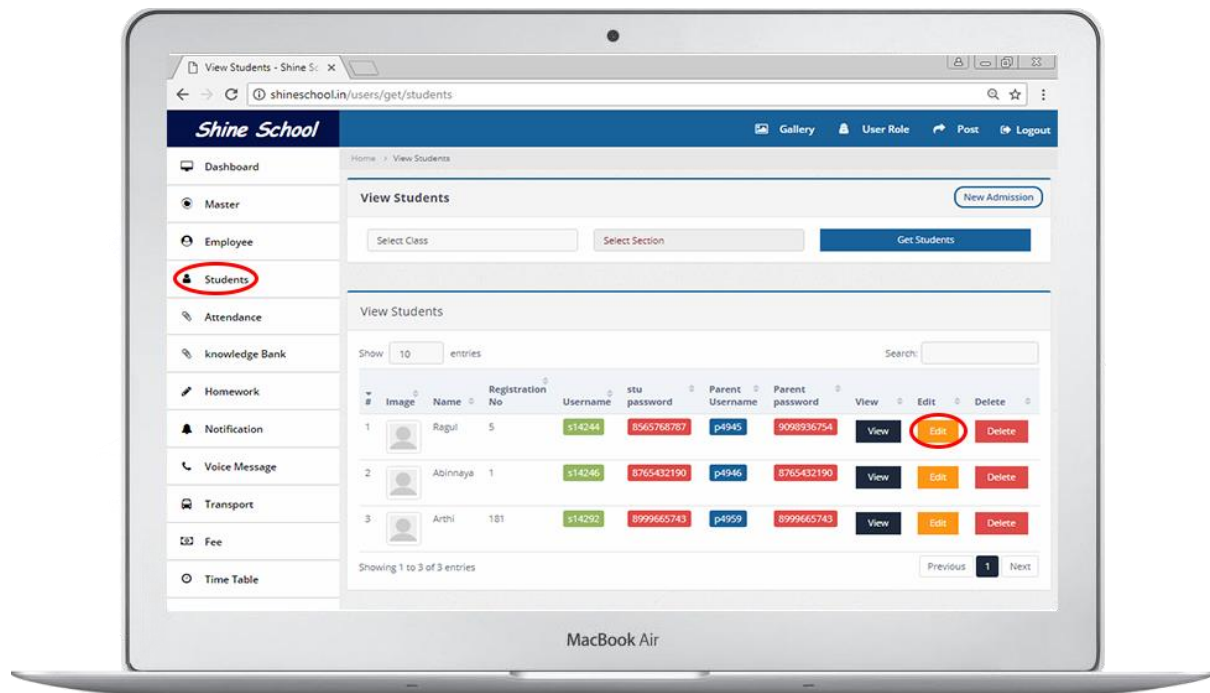 View Students - Shine Sc
shineschool.in/users/get/students
Shine School
Gallery User Role Post Logout
Dashboard
Master
Employee
Students
Attendance
knowledge Bank
Homework
Notification
Voice Message
Transport
Fee
Time Table
Home > View Students
View Students New Admission
Select Class Select Section Get Students
View Students
Show 10 entries Search:
# Image Name Registration No Username stu password Parent Username Parent password View Edit Delete
1 Ragul 5 s14244 8565768787 p4945 9098936754 View Edit Delete
2 Abinnaya 1 s14246 8765432190 p4946 8765432190 View Edit Delete
3 Arthi 181 s14292 8999665743 p4959 8999665743 View Edit Delete
Showing 1 to 3 of 3 entries Previous 1 Next
MacBook Air